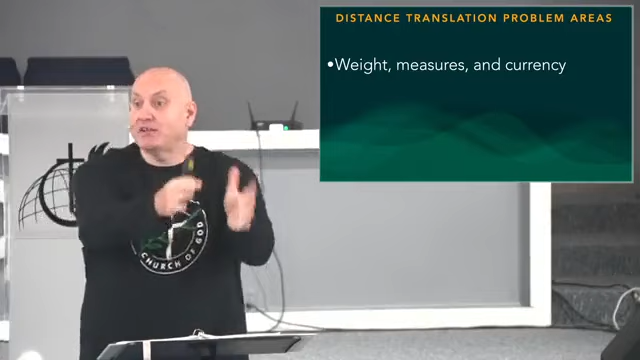 DISTANCE TRANSLATION PROBLEM AREAS
•Weight, measures, and currency
CHURCH OF GOD